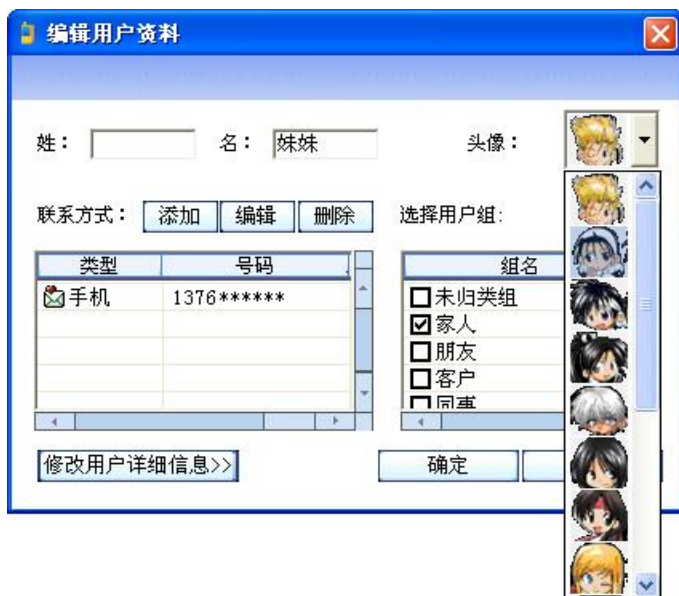 编辑用户资料
姓： 名： 妹妹 头像：
联系方式： 添加 编辑 删除 选择用户组:
类型 号码 组名
手机 1376******
未归类组
家人
朋友
客户
同事
修改用户详细信息>> 确定